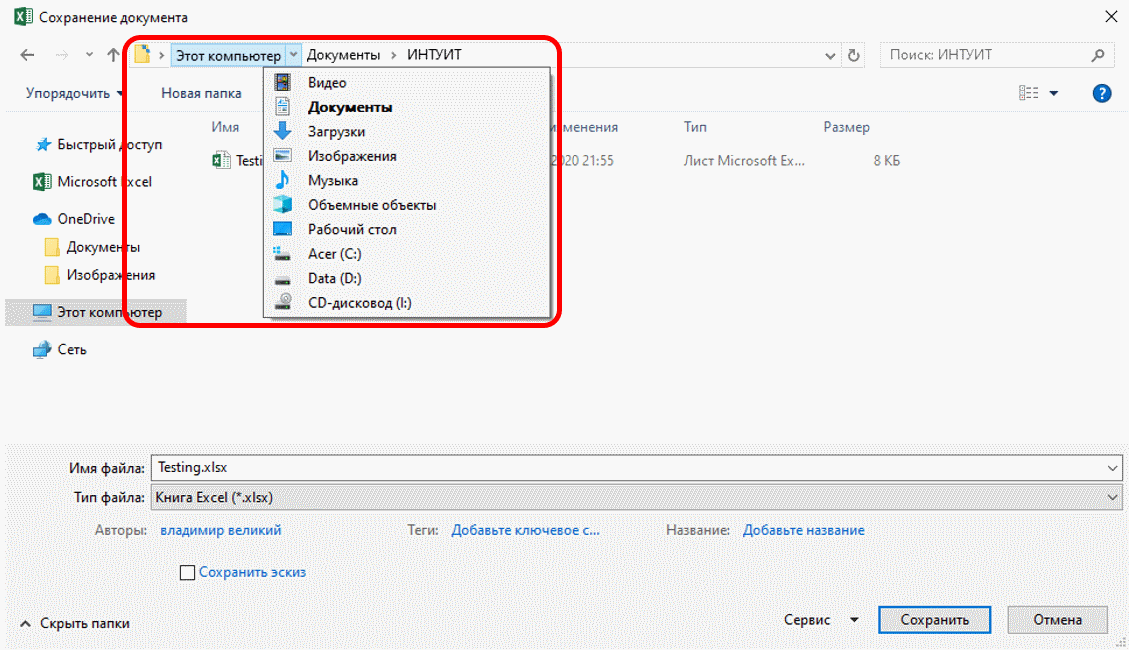 Сохранение документа
Этот компьютер Документы ИНТУИТ Поиск: ИНТУИТ
Упорядочить Новая папка
Видео
Документы
Загрузки
Изображения
Музыка
Объемные объекты
Рабочий стол
Acer (C:)
Data (D:)
CD-дисковод (I:)
Имя Тип Размер
2020 21:55 Лист Microsoft Ex... 8 КБ
Быстрый доступ
Microsoft Excel
OneDrive
Документы
Изображения
Этот компьютер
Сеть
Имя файла: Testing.xlsx
Тип файла: Книга Excel (*.xlsx)
Авторы: владимир великий Теги: Добавьте ключевое с... Название: Добавьте название
Сохранить эскиз
Скрыть папки Сервис Сохранить Отмена